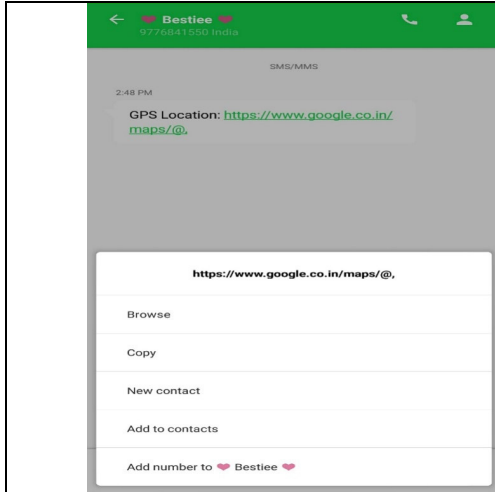 Bestiee
9776841550 India
SMS/MMS
2:48 PM
GPS Location: https://www.google.co.in/
maps/@,
https://www.google.co.in/maps/@,
Browse
Copy
New contact
Add to contacts
Add number to ❤ Bestiee ❤